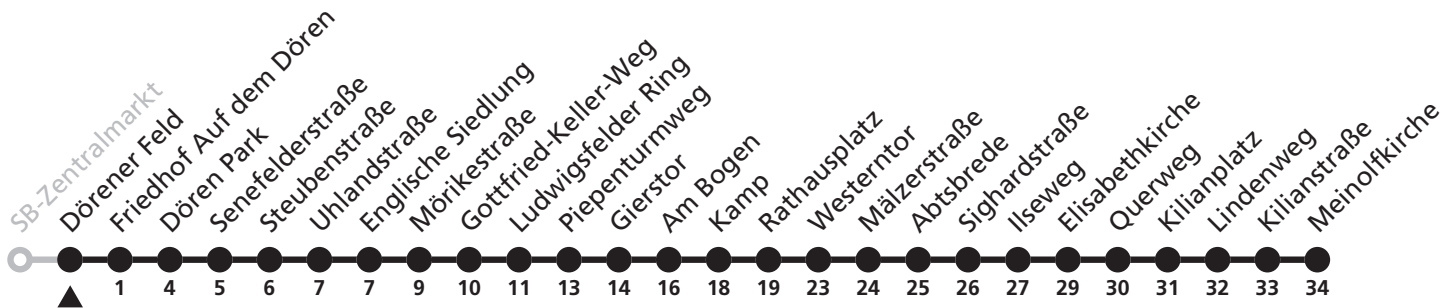 SB-Zentralmarkt
Dörener Feld
Friedhof Auf dem Dören
Dören Park
Senefelderstraße
Steubenstraße
Uhlandstraße
Englische Siedlung
Mörikestraße
Gottfried-Keller-Weg
Ludwigsfelder Ring
Piepenturmweg
Gierstor
Am Bogen
Kamp
Rathausplatz
Westerntor
Mälzerstraße
Abtsbrede
Sighardstraße
Ilseweg
Elisabethkirche
Querweg
Kilianplatz
Lindenweg
Kilianstraße
Meinolfkirche
1 4 5 6 7 7 9 10 11 13 14 16 18 19 23 24 25 26 27 29 30 31 32 33 34